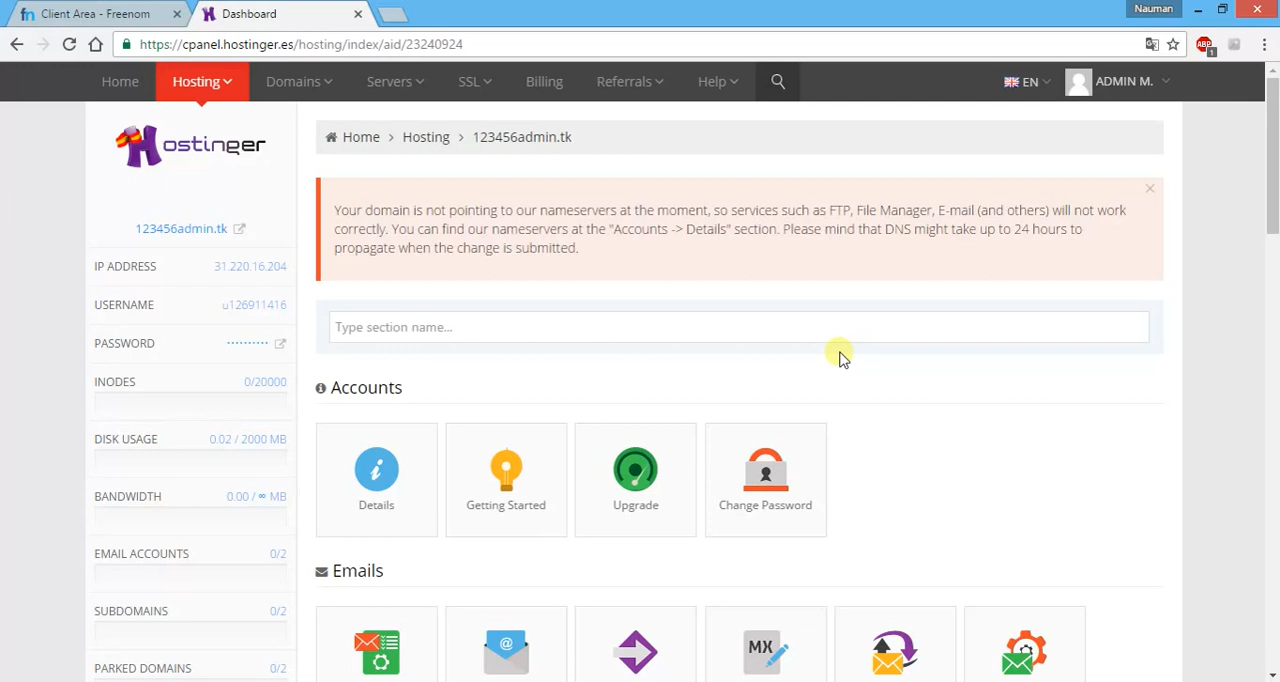 fn Client Area - Freenom
Dashboard
Nauman
https://cpanel.hostinger.es/hosting/index/aid/23240924
ABP
1
Home
Hosting
Domains
Servers
SSL
Billing
Referrals
Help
EN
ADMIN M.
Hostinger
123456admin.tk
IP ADDRESS 31.220.16.204
USERNAME u126911416
PASSWORD ··········
INODES 0/20000
DISK USAGE 0.02 / 2000 MB
BANDWIDTH 0.00 / ∞ MB
EMAIL ACCOUNTS 0/2
SUBDOMAINS 0/2
PARKED DOMAINS 0/2
Home > Hosting > 123456admin.tk
Your domain is not pointing to our nameservers at the moment, so services such as FTP, File Manager, E-mail (and others) will not work
correctly. You can find our nameservers at the "Accounts -> Details" section. Please mind that DNS might take up to 24 hours to
propagate when the change is submitted.
Type section name...
Accounts
Details
Getting Started
Upgrade
Change Password
Emails
@
MX